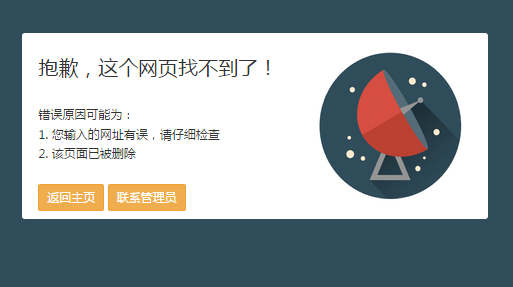 抱歉，这个网页找不到了！
错误原因可能为：
1. 您输入的网址有误，请仔细检查
2. 该页面已被删除
返回主页 联系管理员